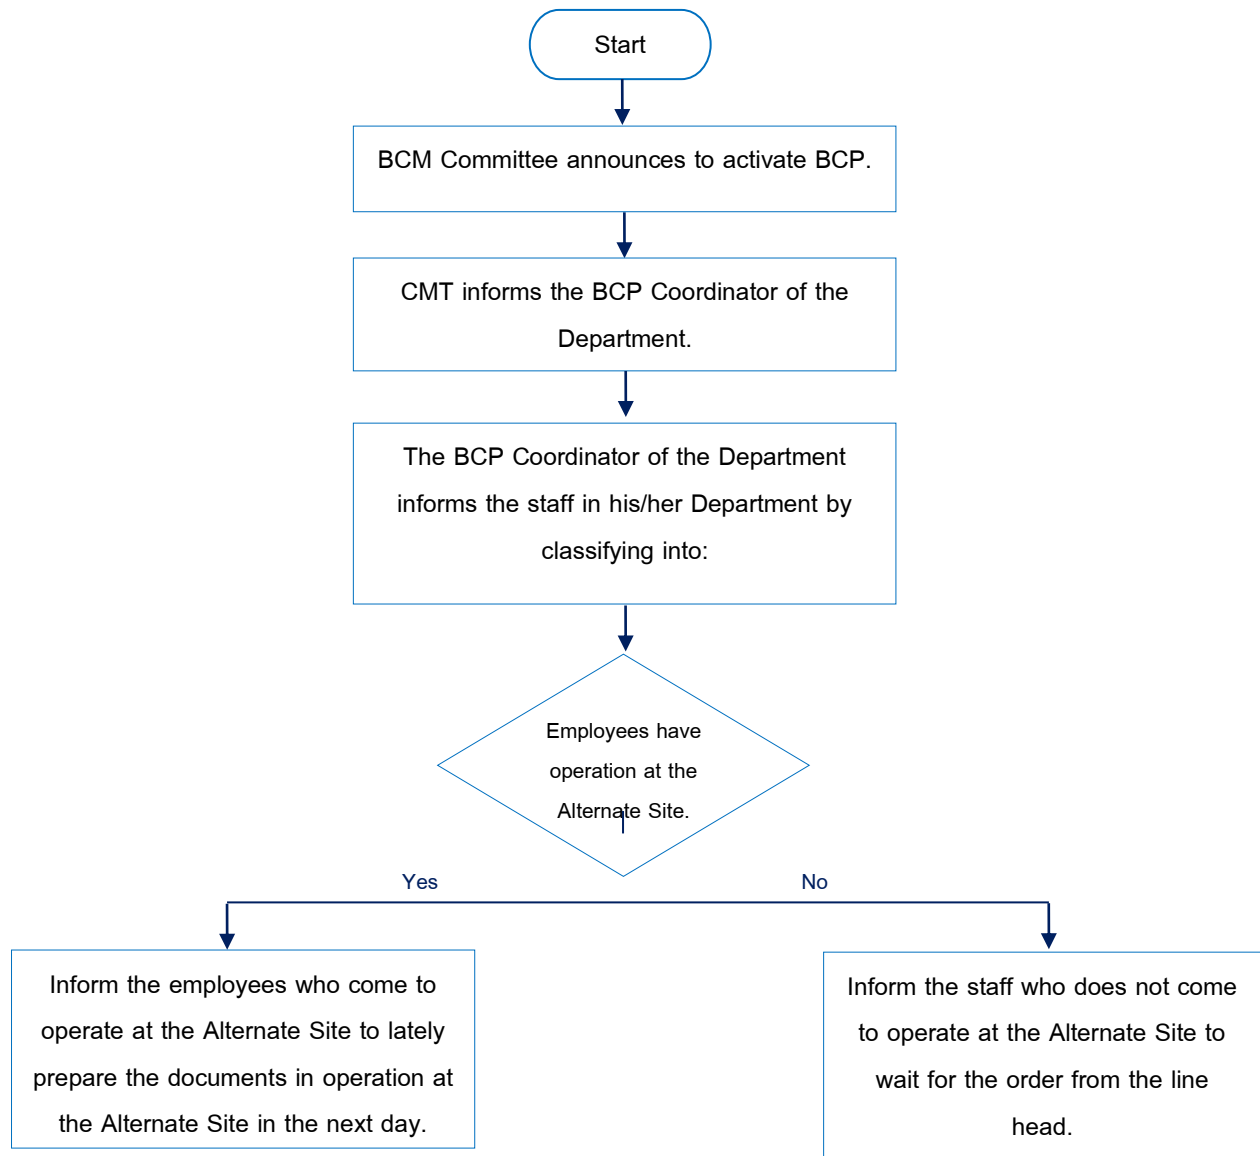 Start
BCM Committee announces to activate BCP.
CMT informs the BCP Coordinator of the
Department.
The BCP Coordinator of the Department
informs the staff in his/her Department by
classifying into:
Employees have
operation at the
Alternate Site.
Yes
No
Inform the employees who come to
operate at the Alternate Site to lately
prepare the documents in operation at
the Alternate Site in the next day.
Inform the staff who does not come
to operate at the Alternate Site to
wait for the order from the line
head.